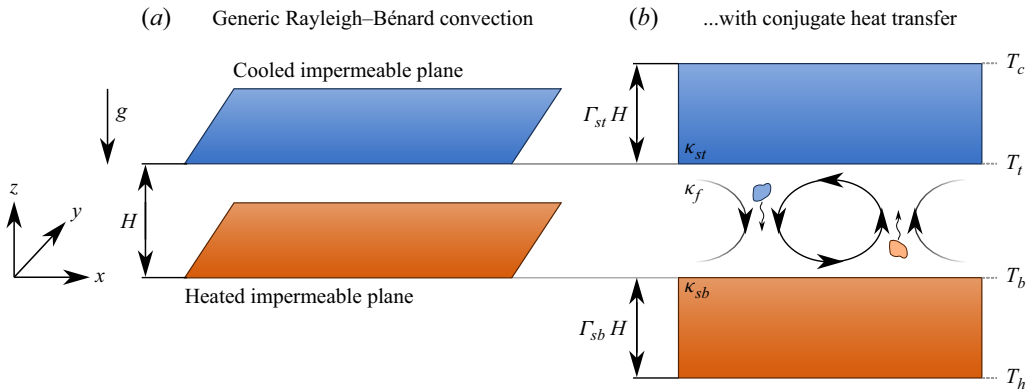 (a) Generic Rayleigh–Bénard convection
Cooled impermeable plane
g
z
y
x
H
Heated impermeable plane
(b) ...with conjugate heat transfer
T_c
Γ_st H
κ_st
T_t
κ_f
T_b
κ_sb
Γ_sb H
T_h